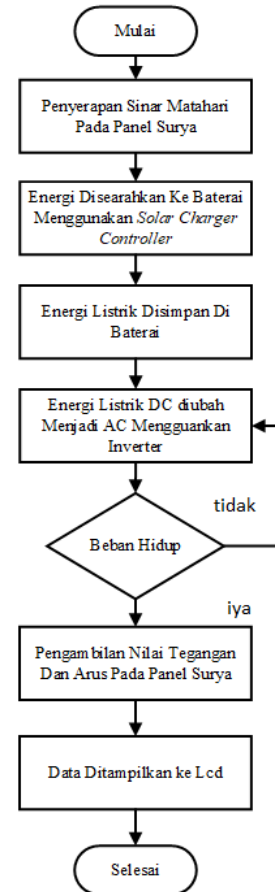 Mulai
Penyerapan Sinar Matahari
Pada Panel Surya
Energi Disearahkan Ke Baterai
Menggunakan Solar Charger
Controller
Energi Listrik Disimpan Di
Baterai
Energi Listrik DC diubah
Menjadi AC Mengguankan
Inverter
Beban Hidup
tidak
iya
Pengambilan Nilai Tegangan
Dan Arus Pada Panel Surya
Data Ditampilkan ke Lcd
Selesai